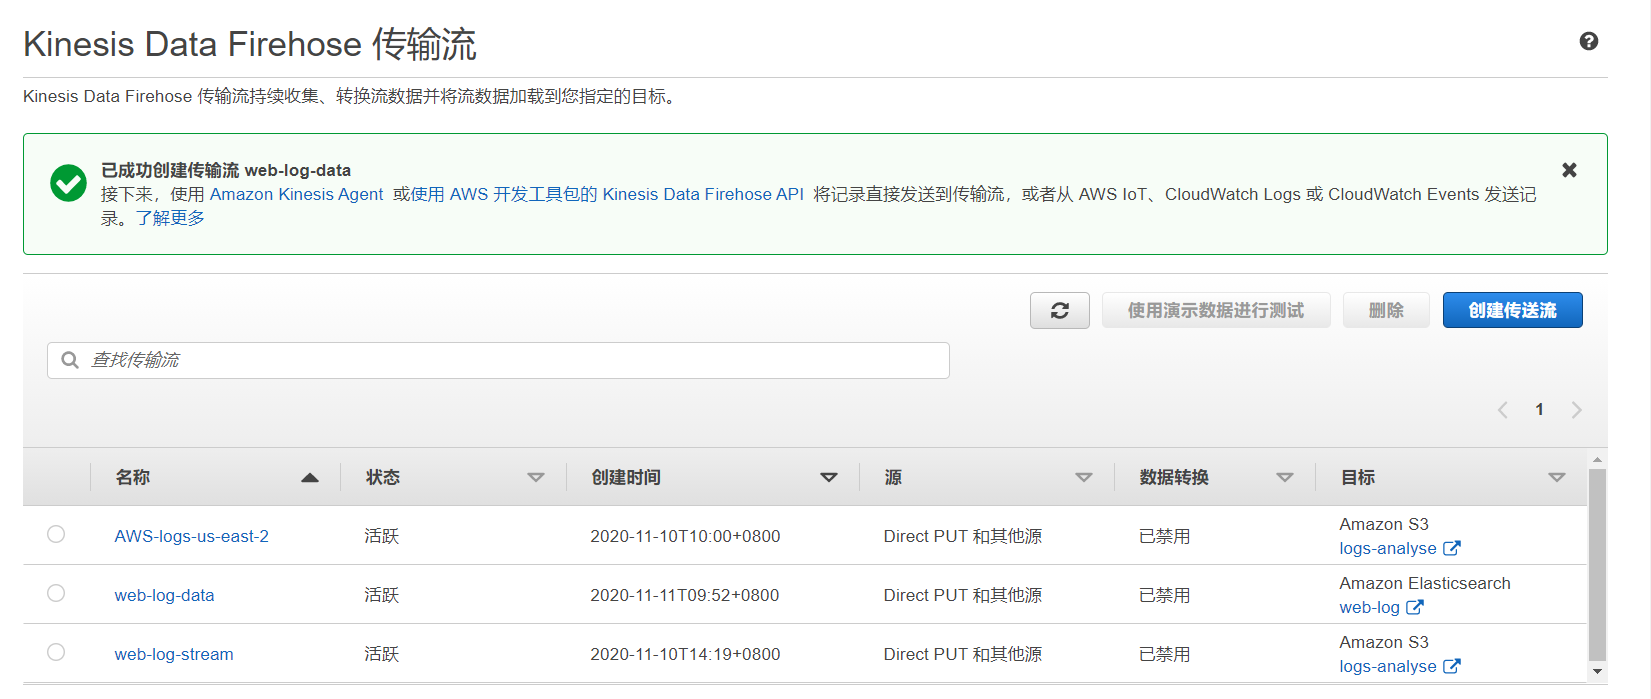 Kinesis Data Firehose 传输流
Kinesis Data Firehose 传输流持续收集、转换流数据并将流数据加载到您指定的目标。
已成功创建传输流 web-log-data
接下来，使用 Amazon Kinesis Agent 或使用 AWS 开发工具包的 Kinesis Data Firehose API 将记录直接发送到传输流，或者从 AWS IoT、CloudWatch Logs 或 CloudWatch Events 发送记
录。了解更多
使用演示数据进行测试 删除 创建传送流
查找传输流
1
名称 状态 创建时间 源 数据转换 目标
AWS-logs-us-east-2 活跃 2020-11-10T10:00+0800 Direct PUT 和其他源 已禁用 Amazon S3
logs-analyse
web-log-data 活跃 2020-11-11T09:52+0800 Direct PUT 和其他源 已禁用 Amazon Elasticsearch
web-log
web-log-stream 活跃 2020-11-10T14:19+0800 Direct PUT 和其他源 已禁用 Amazon S3
logs-analyse